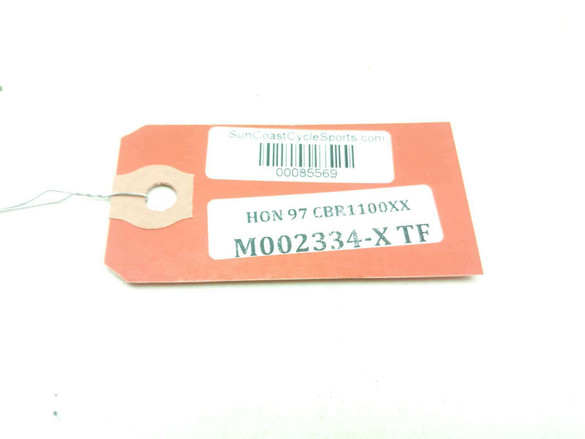 SunCoastCycleSports.com
00085569
HON 97 CBR1100XX
M002334-X TF